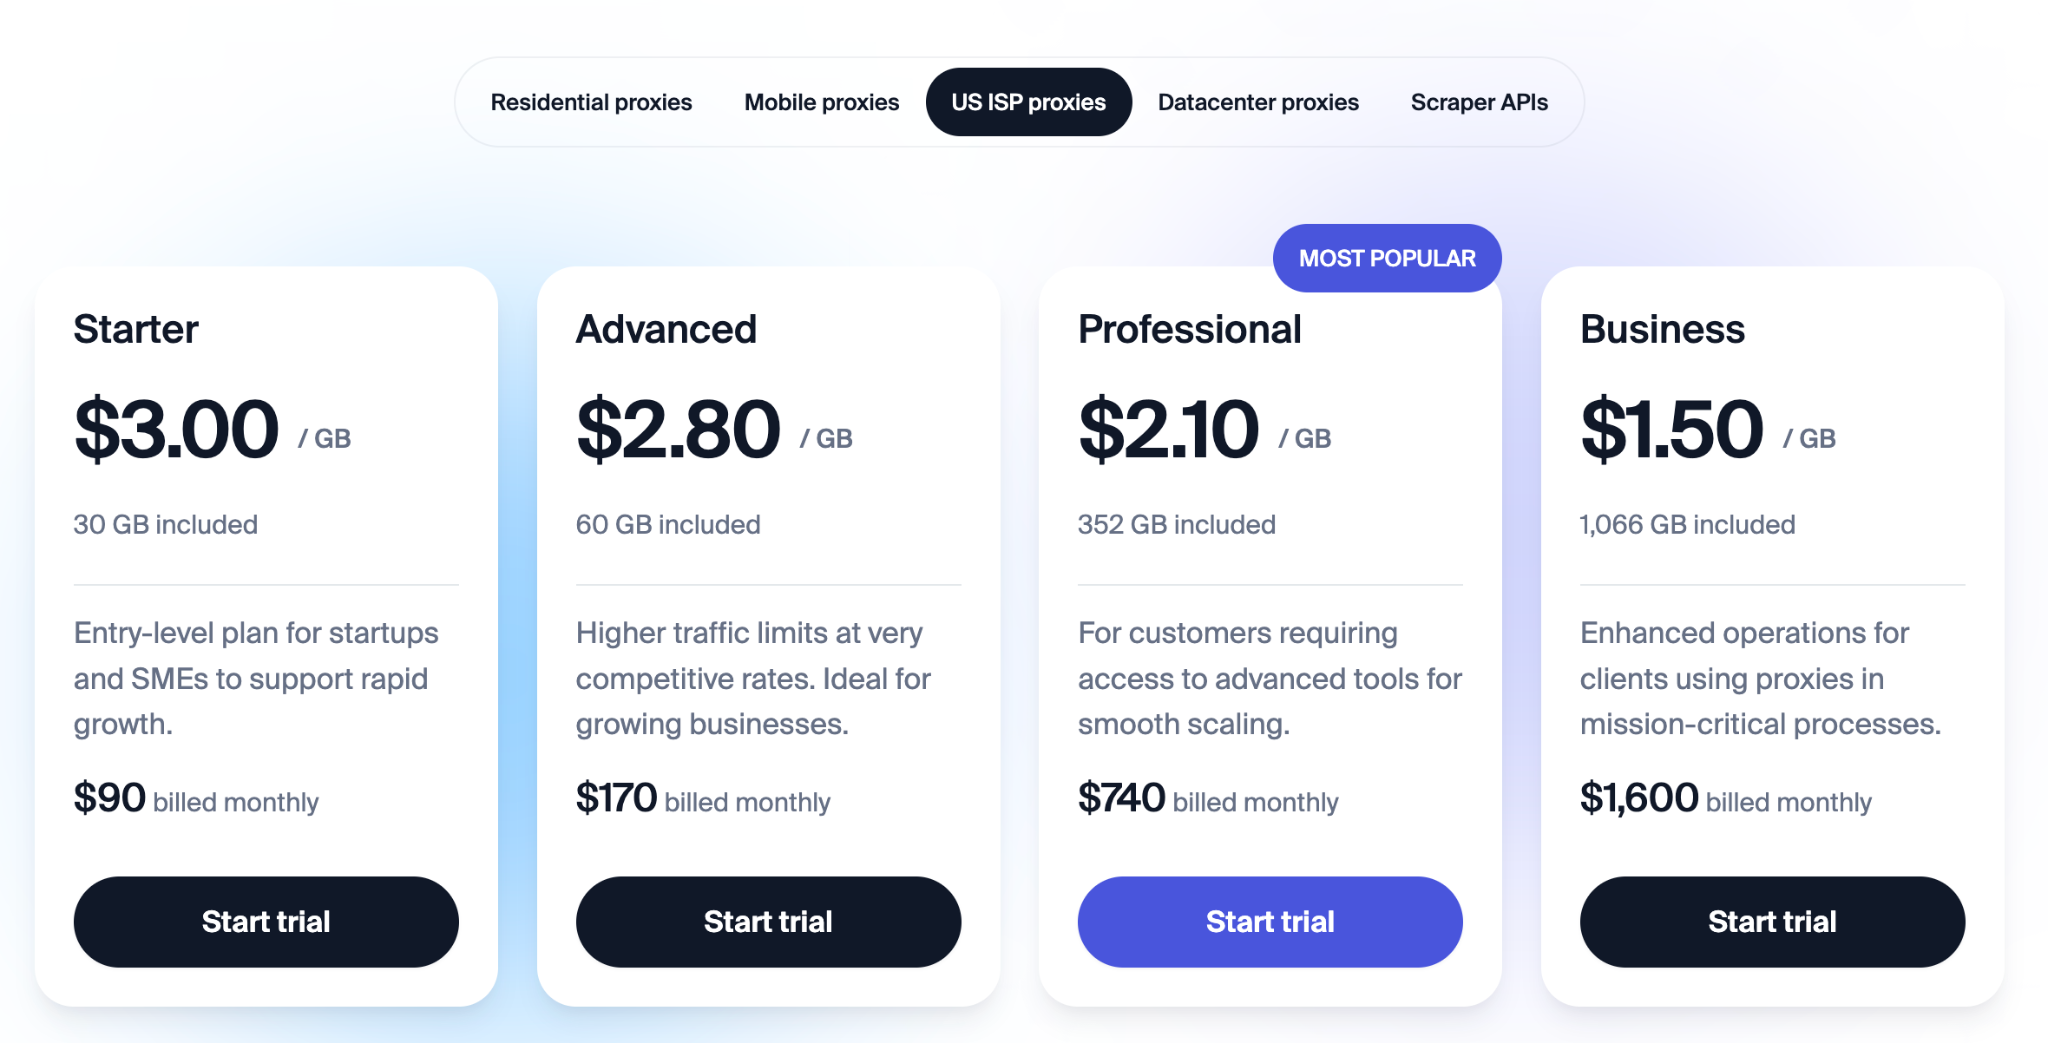 Residential proxies
Mobile proxies
US ISP proxies
Datacenter proxies
Scraper APIs
Starter
$3.00 / GB
30 GB included
Entry-level plan for startups
and SMEs to support rapid
growth.
$90 billed monthly
Start trial
Advanced
$2.80 / GB
60 GB included
Higher traffic limits at very
competitive rates. Ideal for
growing businesses.
$170 billed monthly
Start trial
MOST POPULAR
Professional
$2.10 / GB
352 GB included
For customers requiring
access to advanced tools for
smooth scaling.
$740 billed monthly
Start trial
Business
$1.50 / GB
1,066 GB included
Enhanced operations for
clients using proxies in
mission-critical processes.
$1,600 billed monthly
Start trial